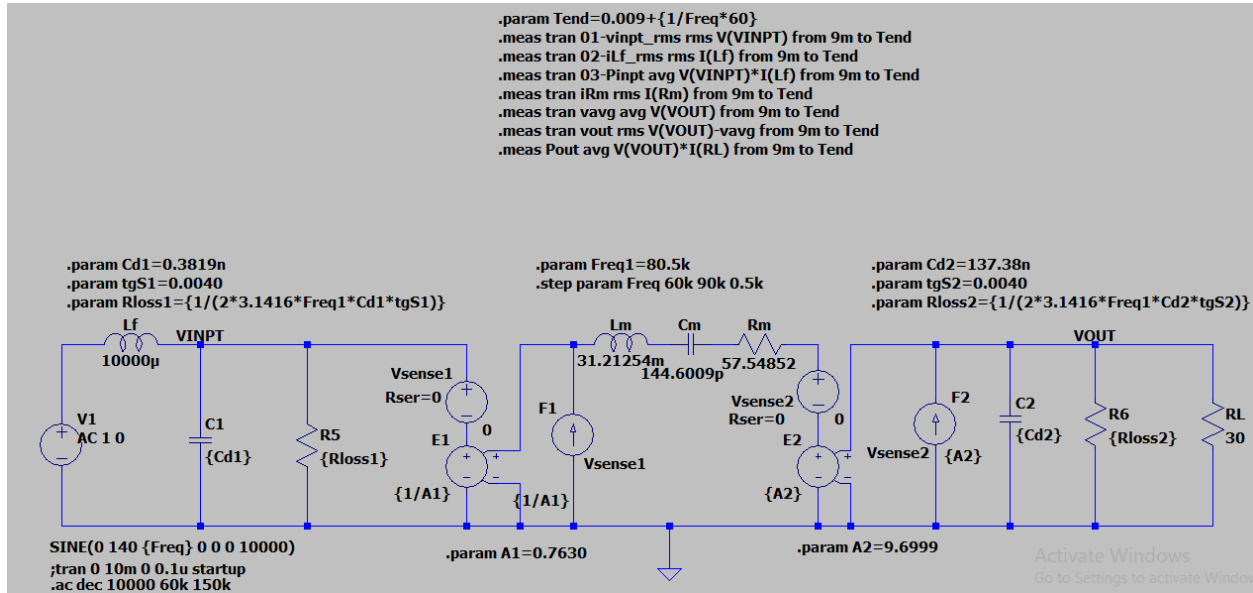 .param Tend=0.009+{1/Freq*60}
.meas tran 01-vinpt_rms rms V(VINPT) from 9m to Tend
.meas tran 02-iLf_rms rms I(Lf) from 9m to Tend
.meas tran 03-Pinpt avg V(VINPT)*I(Lf) from 9m to Tend
.meas tran iRm rms I(Rm) from 9m to Tend
.meas tran vavg avg V(VOUT) from 9m to Tend
.meas tran vout rms V(VOUT)-vavg from 9m to Tend
.meas Pout avg V(VOUT)*I(RL) from 9m to Tend
.param Cd1=0.3819n
.param tgS1=0.0040
.param Rloss1={1/(2*3.1416*Freq1*Cd1*tgS1)}
.param Freq1=80.5k
.step param Freq 60k 90k 0.5k
.param Cd2=137.38n
.param tgS2=0.0040
.param Rloss2={1/(2*3.1416*Freq1*Cd2*tgS2)}
Lf
10000µ
VINPT
V1
AC 1 0
C1
{Cd1}
R5
{Rloss1}
Vsense1
Rser=0
0
E1
{1/A1}
F1
Vsense1
{1/A1}
Lm
31.21254m
Cm
144.6009p
Rm
57.54852
Vsense2
Rser=0
0
E2
{A2}
F2
Vsense2
{A2}
C2
{Cd2}
VOUT
R6
{Rloss2}
RL
30
SINE(0 140 {Freq} 0 0 0 10000)
;tran 0 10m 0 0.1u startup
.ac dec 10000 60k 150k
.param A1=0.7630
.param A2=9.6999
Activate Windows
Go to Settings to activate Window